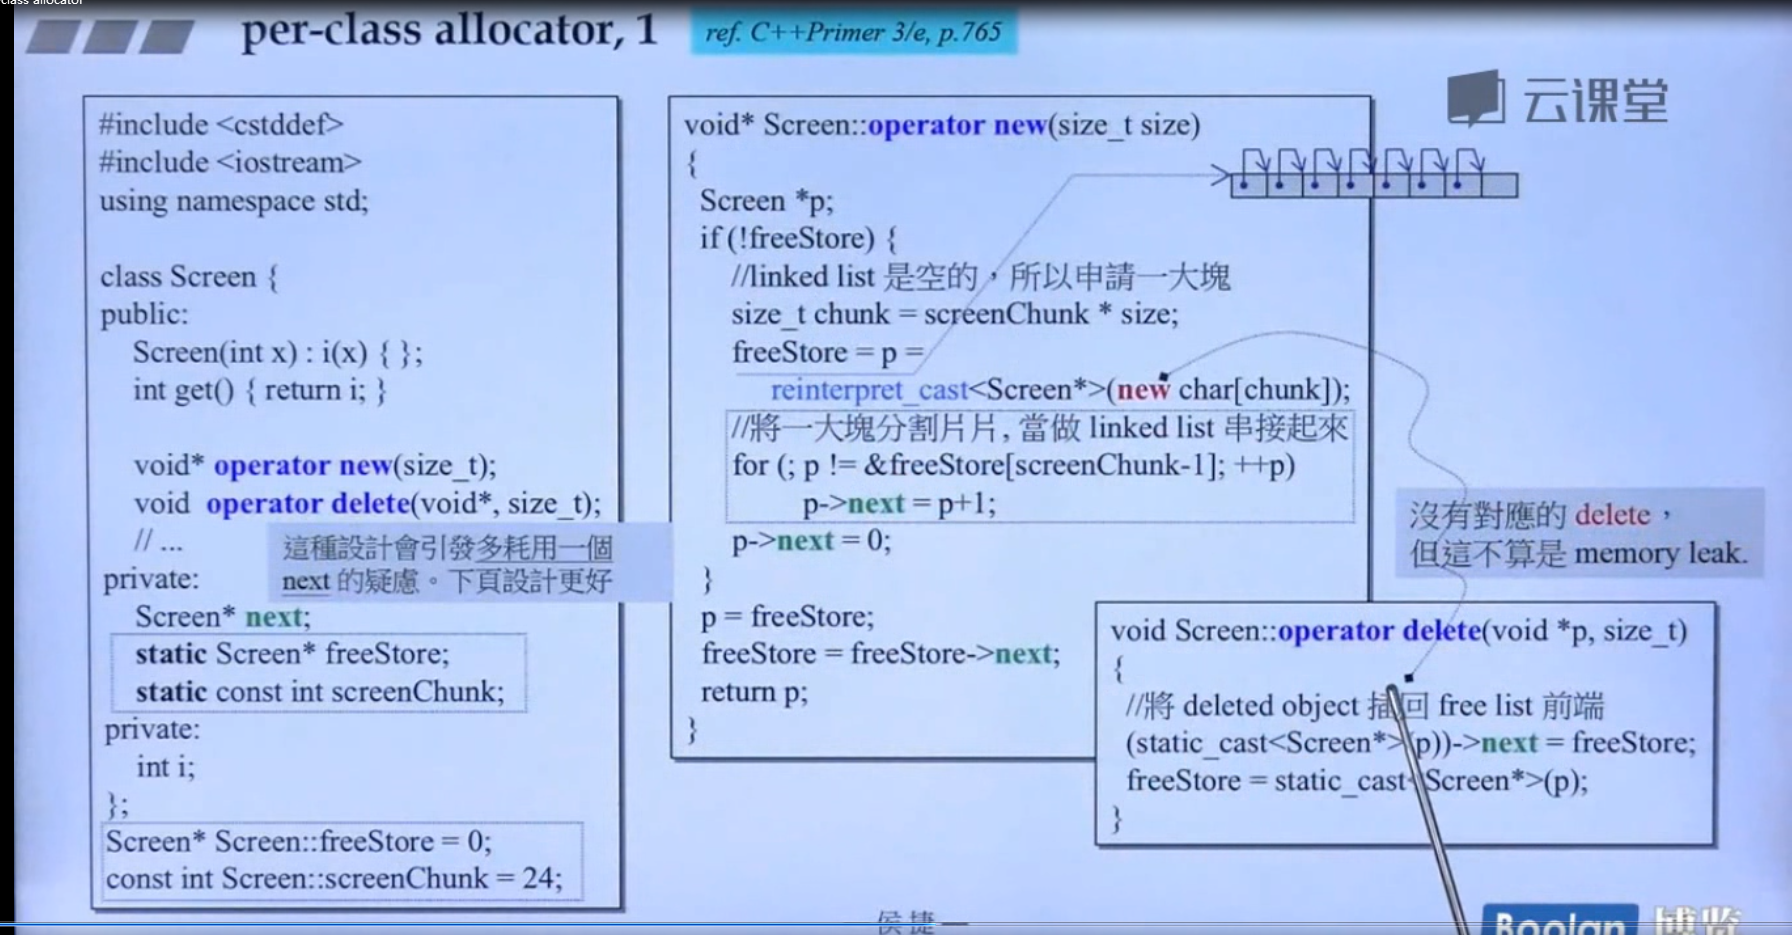 class allocator
per-class allocator, 1
ref. C++Primer 3/e, p.765
云课堂
#include <cstddef>
#include <iostream>
using namespace std;
class Screen {
public:
Screen(int x) : i(x) { };
int get() { return i; }
void* operator new(size_t);
void operator delete(void*, size_t);
// ...
這種設計會引發多耗用一個
next 的疑慮。下頁設計更好
private:
Screen* next;
static Screen* freeStore;
static const int screenChunk;
private:
int i;
};
Screen* Screen::freeStore = 0;
const int Screen::screenChunk = 24;
void* Screen::operator new(size_t size)
{
Screen *p;
if (!freeStore) {
//linked list 是空的，所以申請一大塊
size_t chunk = screenChunk * size;
freeStore = p =
reinterpret_cast<Screen*>(new char[chunk]);
//將一大塊分割片片, 當做 linked list 串接起來
for (; p != &freeStore[screenChunk-1]; ++p)
p->next = p+1;
p->next = 0;
}
p = freeStore;
freeStore = freeStore->next;
return p;
}
沒有對應的 delete，
但這不算是 memory leak.
void Screen::operator delete(void *p, size_t)
{
//將 deleted object 插回 free list 前端
(static_cast<Screen*>(p))->next = freeStore;
freeStore = static_cast<Screen*>(p);
}
侯捷
Boolan 博览